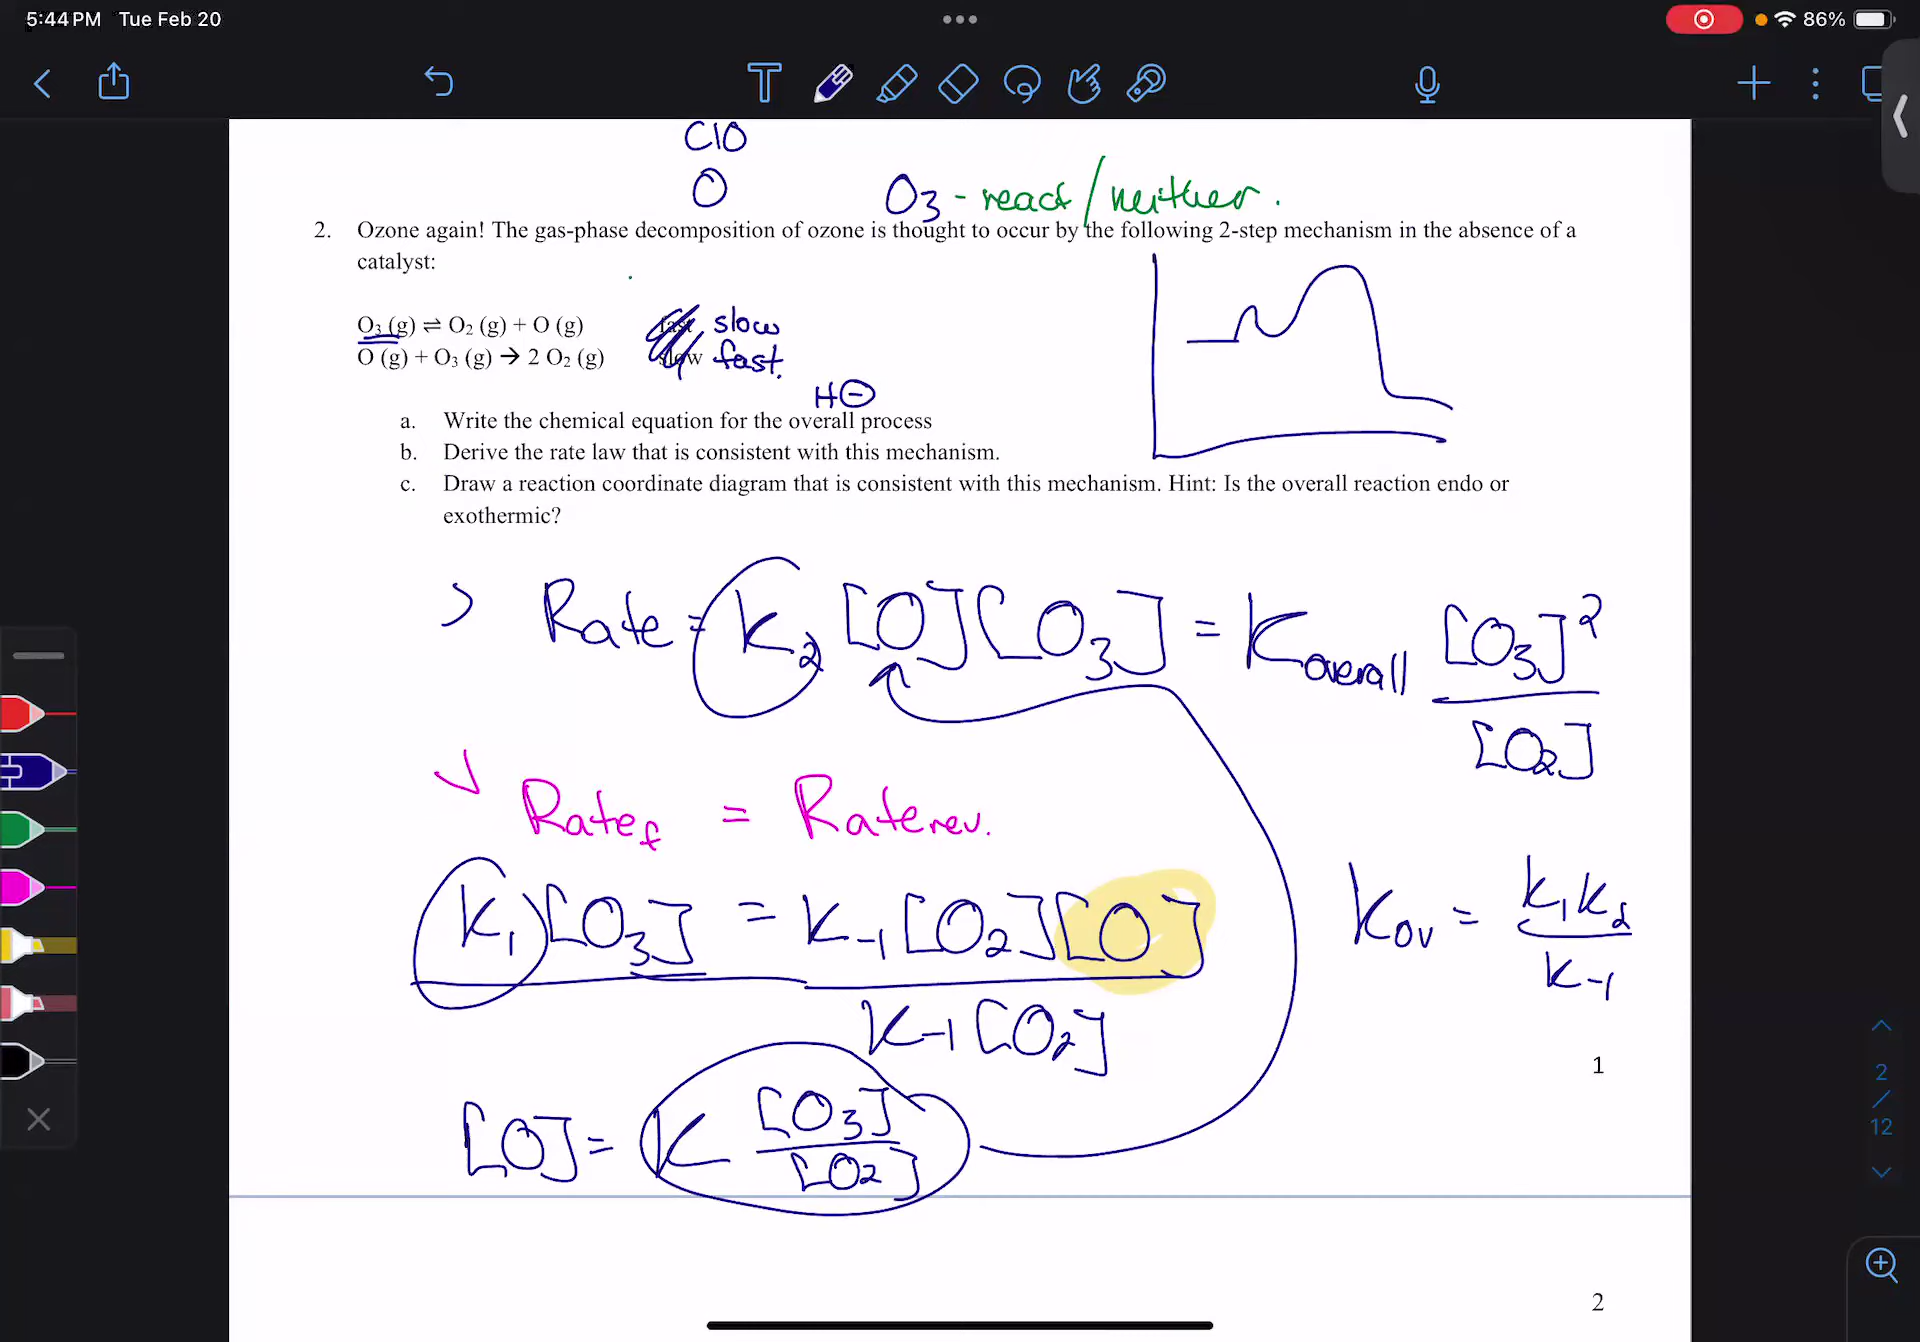 5:44 PM Tue Feb 20
86%
ClO
O
O3 - react / neither.
2. Ozone again! The gas-phase decomposition of ozone is thought to occur by the following 2-step mechanism in the absence of a
catalyst:
O₃ (g) ⇌ O₂ (g) + O (g) fast slow
O (g) + O₃ (g) → 2 O₂ (g) slow fast.
H⊖
a. Write the chemical equation for the overall process
b. Derive the rate law that is consistent with this mechanism.
c. Draw a reaction coordinate diagram that is consistent with this mechanism. Hint: Is the overall reaction endo or
exothermic?
> Rate = k₂ [O][O₃] = Koverall [O₃]²
[O₂]
Ratef = Raterev.
k₁[O₃] = k₋₁[O₂][O]
k₋₁[O₂]
kov = k₁k₂
k₋₁
[O] = K [O₃]
[O₂]
1
2
/
12
2